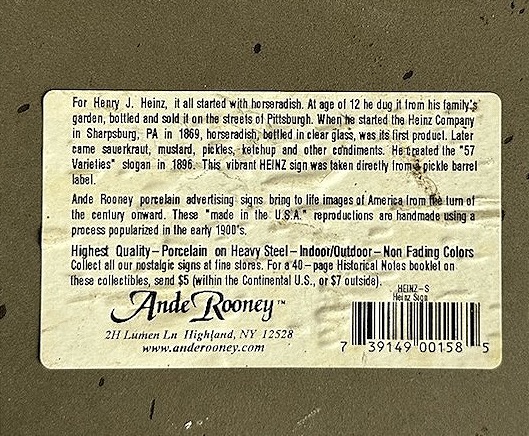 For Henry J. Heinz, it all started with horseradish. At age of 12 he dug it from his family's
garden, bottled and sold it on the streets of Pittsburgh. When he started the Heinz Company
in Sharpsburg, PA in 1869, horseradish, bottled in clear glass, was its first product. Later
came sauerkraut, mustard, pickles, ketchup and other condiments. He created the "57
Varieties" slogan in 1896. This vibrant HEINZ sign was taken directly from a pickle barrel
label.
Ande Rooney porcelain advertising signs bring to life images of America from the turn of
the century onward. These "made in the U.S.A." reproductions are handmade using a
process popularized in the early 1900's.
Highest Quality–Porcelain on Heavy Steel–Indoor/Outdoor–Non Fading Colors
Collect all our nostalgic signs at fine stores. For a 40–page Historical Notes booklet on
these collectibles, send $5 (within the Continental U.S., or $7 outside).
HEINZ–S
Heinz Sign
Ande Rooney™
2H Lumen Ln Highland, NY 12528
www.anderooney.com
7 39149 00158 5